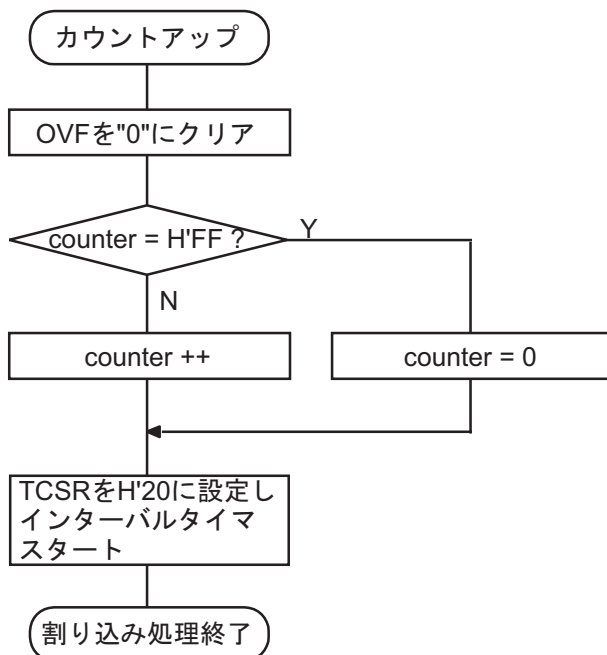 カウントアップ
OVFを"0"にクリア
counter = H'FF ?
Y
N
counter ++
counter = 0
TCSRをH'20に設定し
インターバルタイマ
スタート
割り込み処理終了